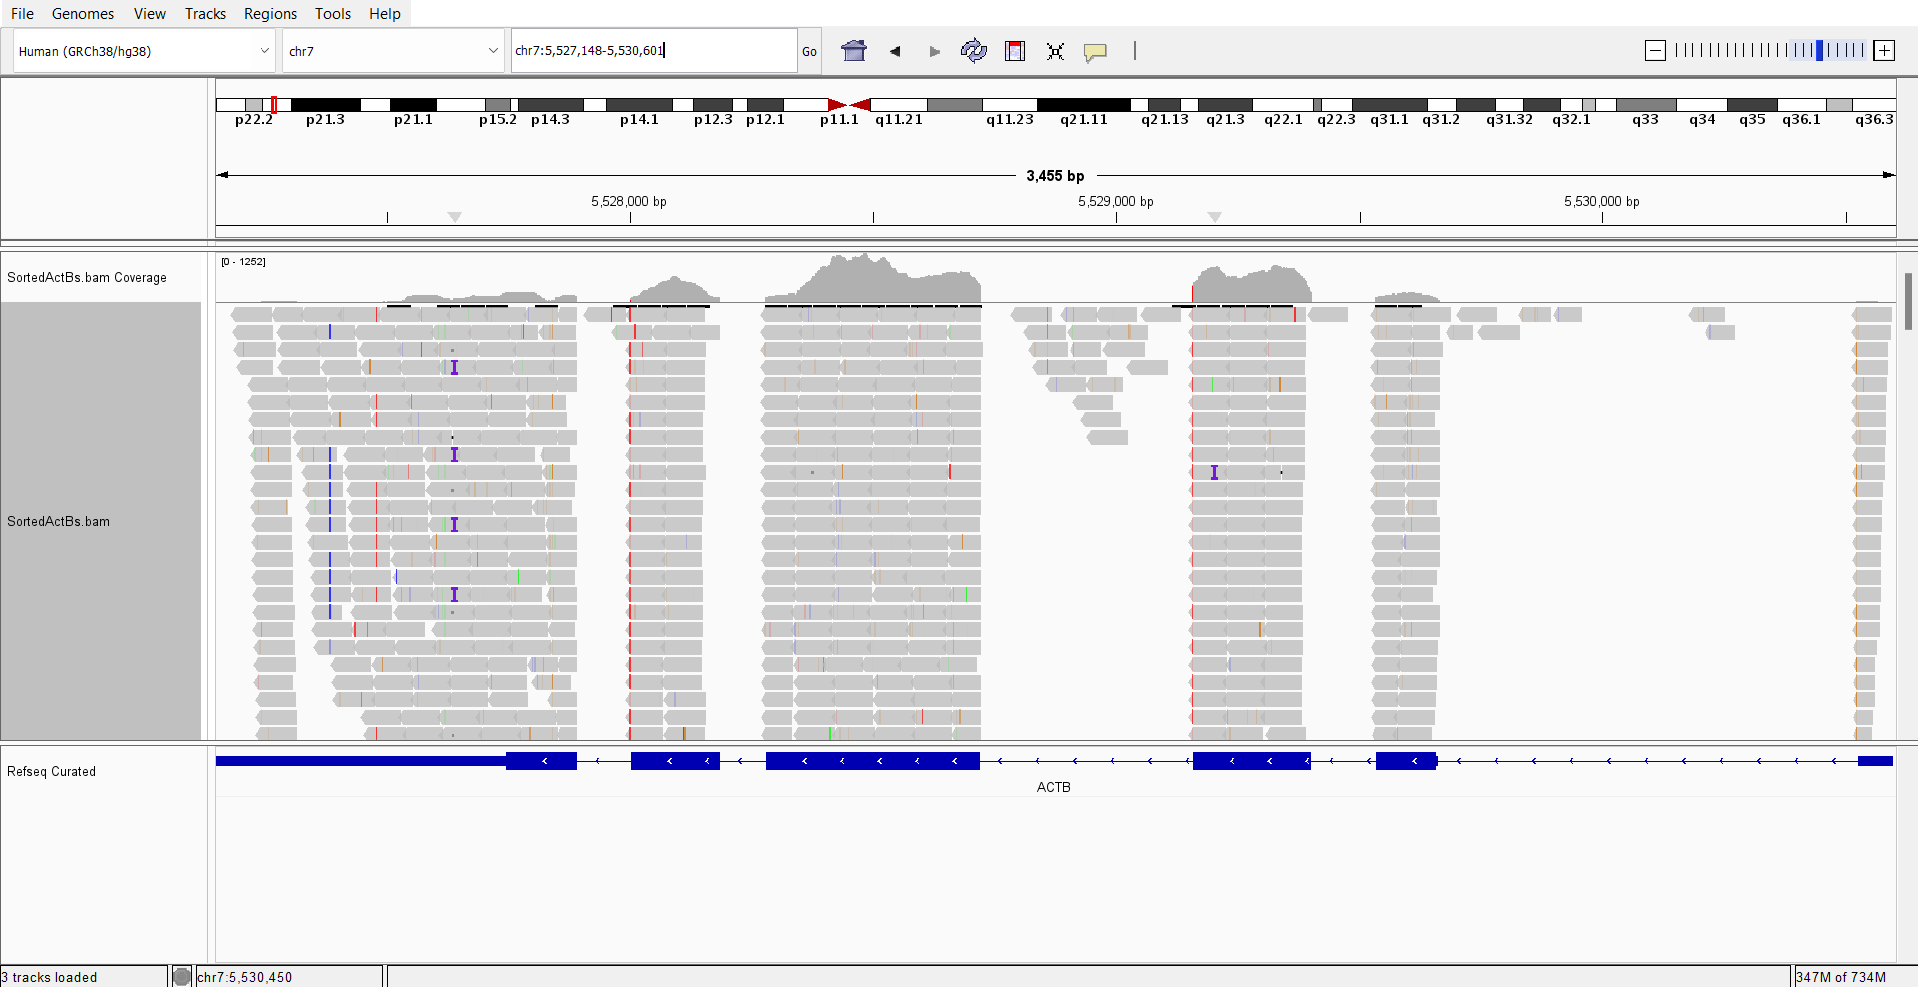 File Genomes View Tracks Regions Tools Help
Human (GRCh38/hg38) chr7 chr7:5,527,148-5,530,601 Go
p22.2 p21.3 p21.1 p15.2 p14.3 p14.1 p12.3 p12.1 p11.1 q11.21 q11.23 q21.11 q21.13 q21.3 q22.1 q22.3 q31.1 q31.2 q31.32 q32.1 q33 q34 q35 q36.1 q36.3
3,455 bp
5,528,000 bp 5,529,000 bp 5,530,000 bp
[0 - 1252]
SortedActBs.bam Coverage
SortedActBs.bam
Refseq Curated
ACTB
3 tracks loaded chr7:5,530,450 347M of 734M